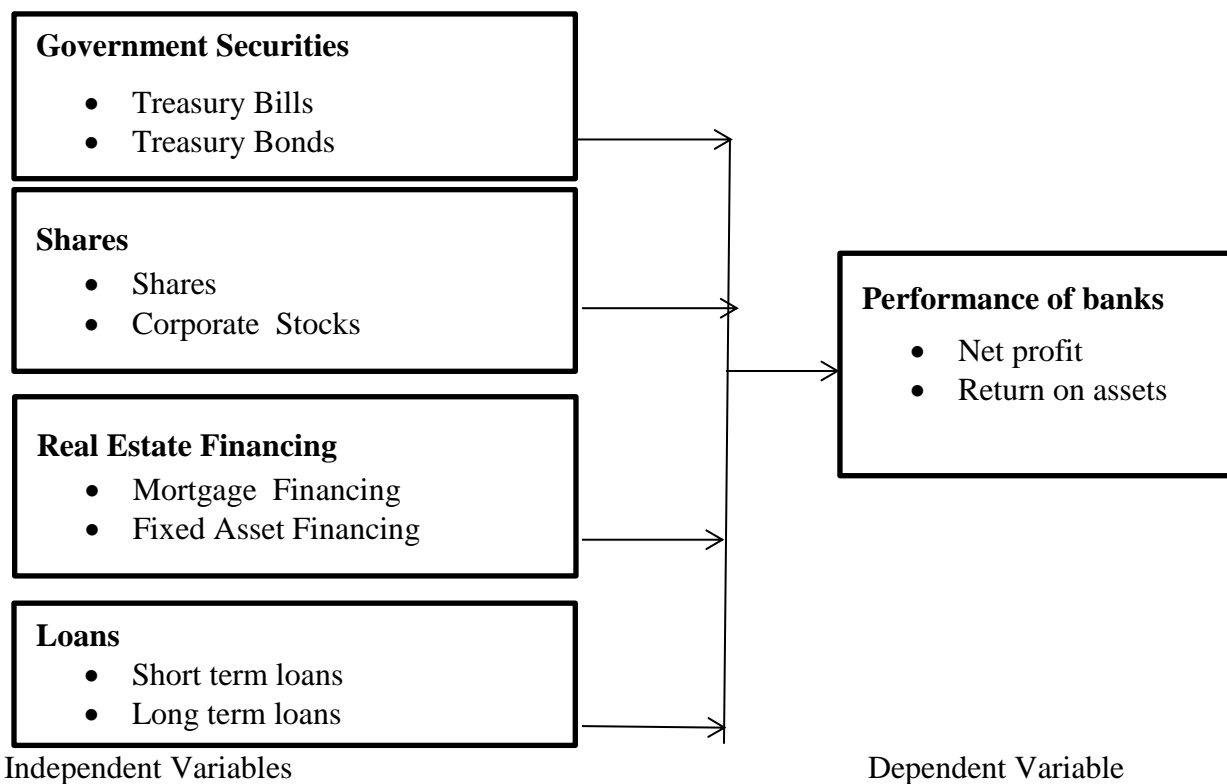 Government Securities
• Treasury Bills
• Treasury Bonds
Shares
• Shares
• Corporate Stocks
Real Estate Financing
• Mortgage Financing
• Fixed Asset Financing
Loans
• Short term loans
• Long term loans
Independent Variables
Performance of banks
• Net profit
• Return on assets
Dependent Variable